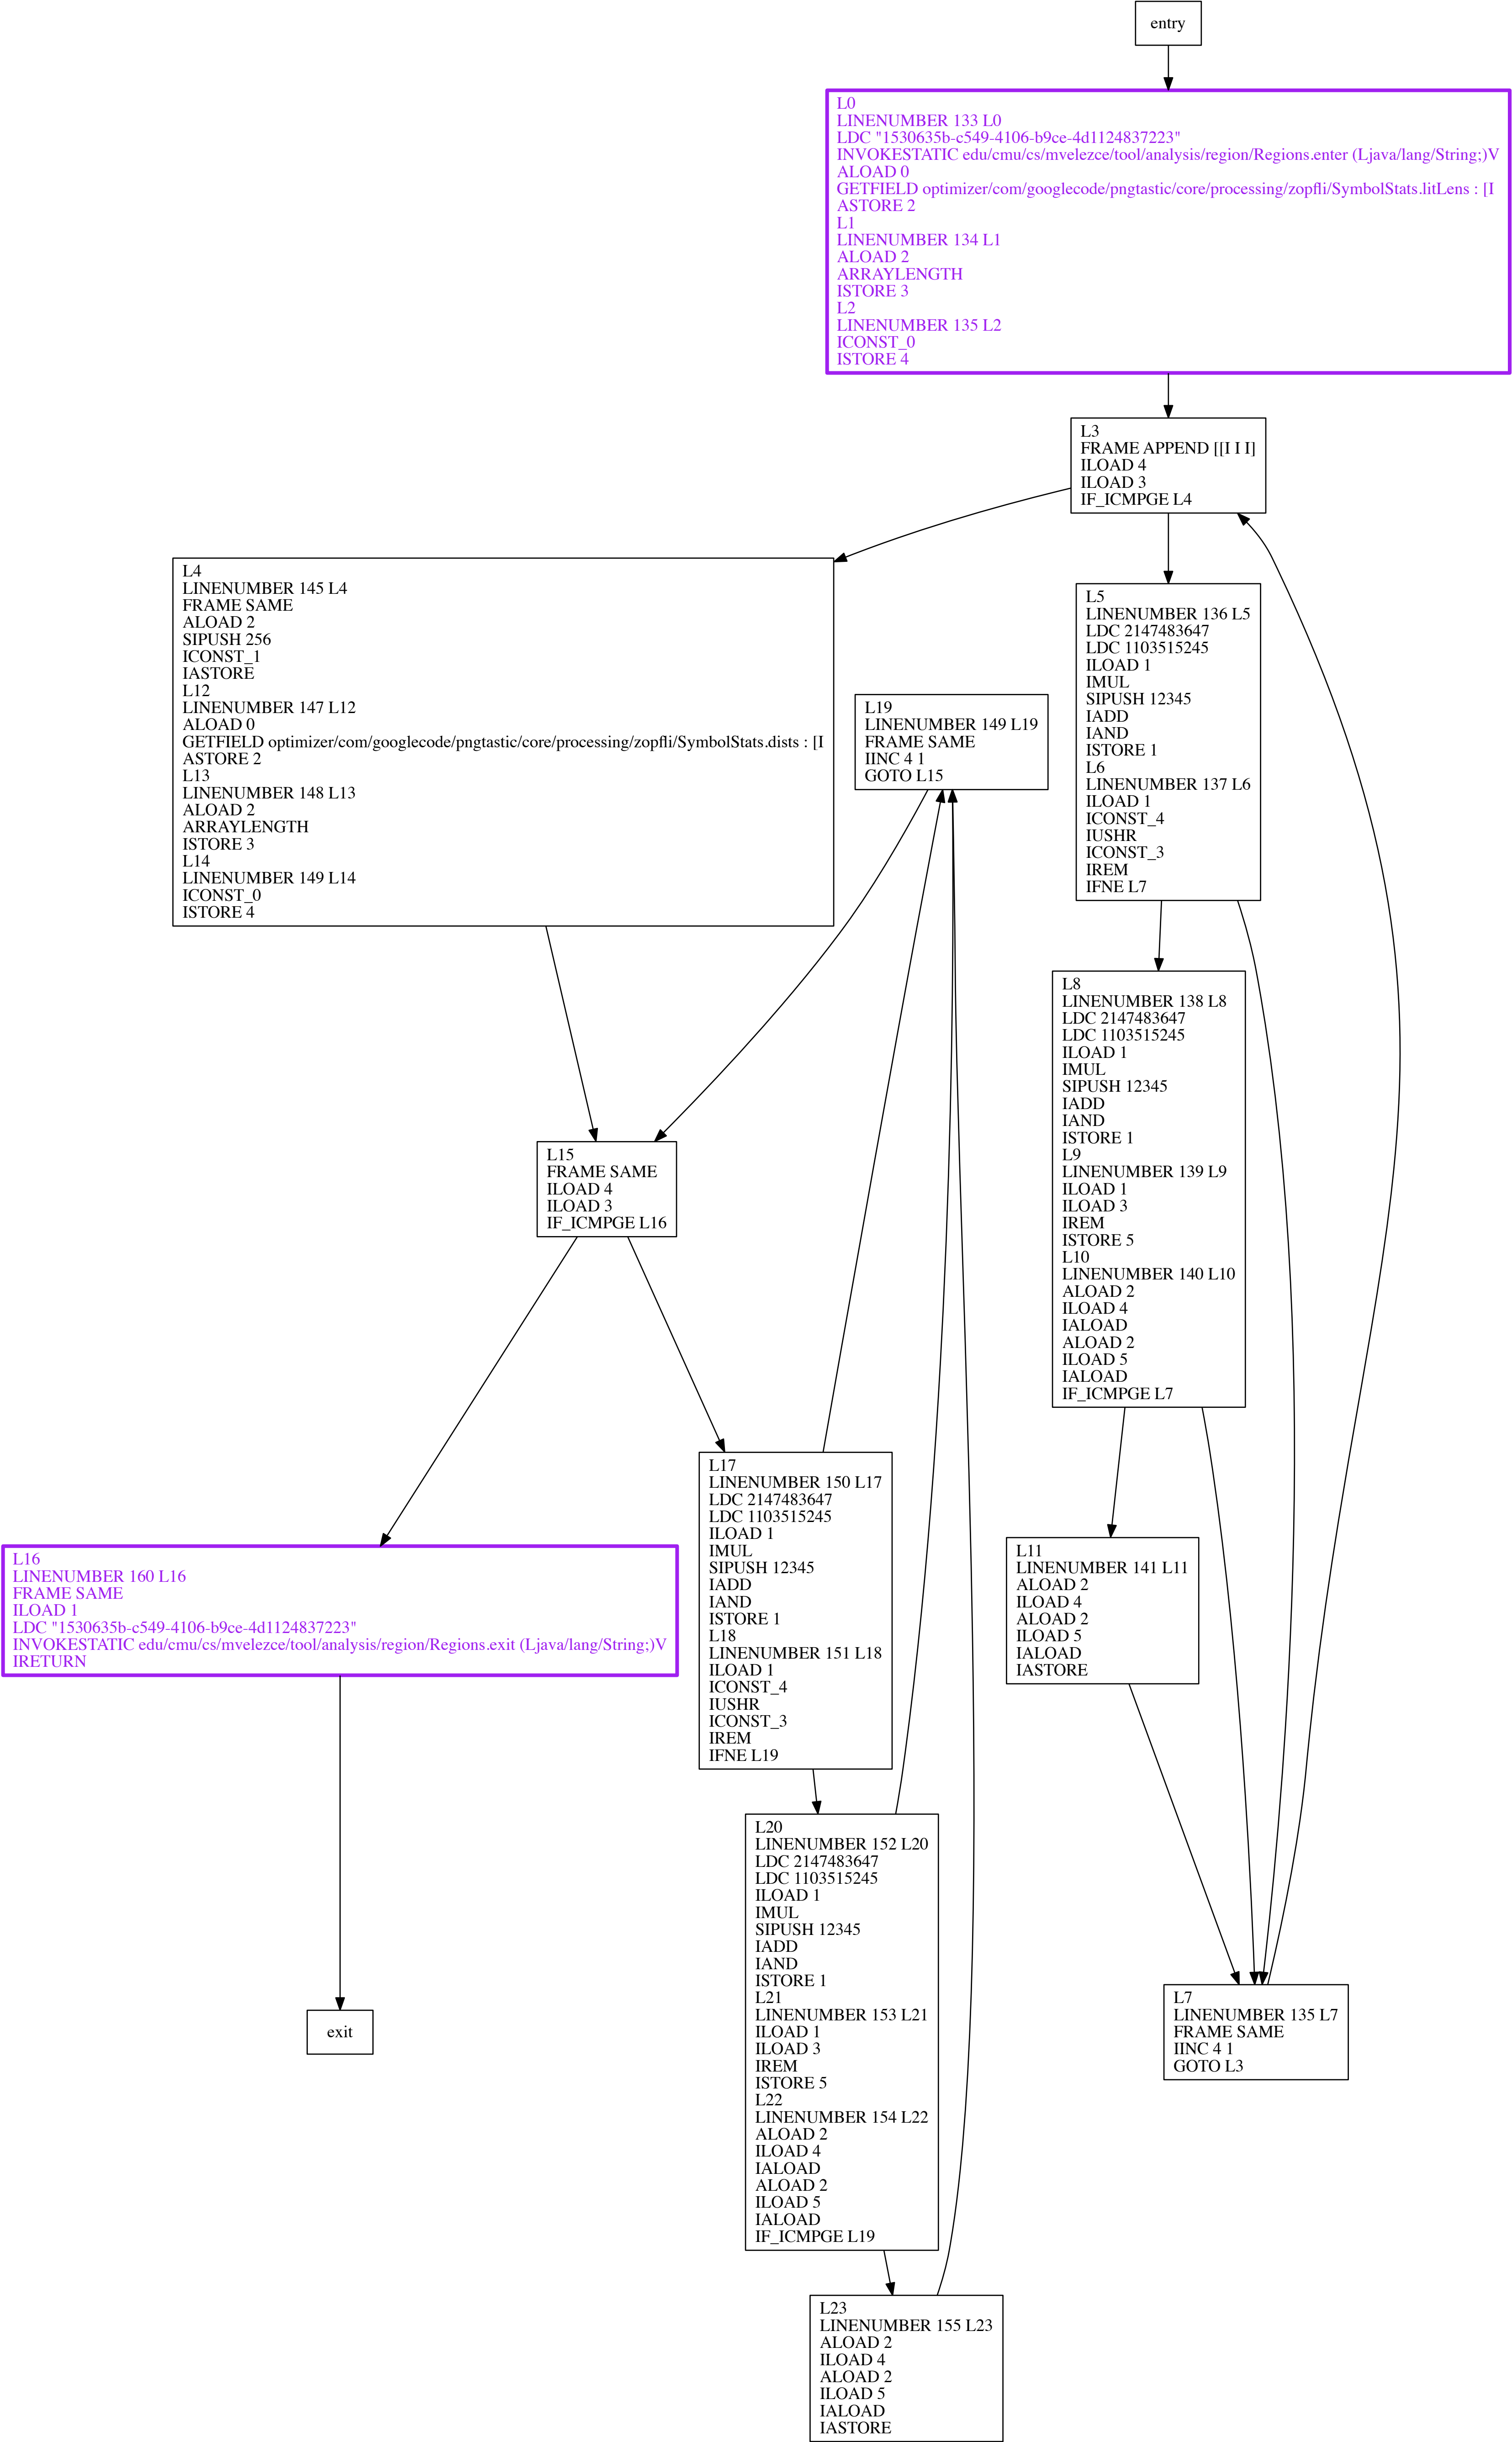 entry
L0
LINENUMBER 133 L0
LDC "1530635b-c549-4106-b9ce-4d1124837223"
INVOKESTATIC edu/cmu/cs/mvelezce/tool/analysis/region/Regions.enter (Ljava/lang/String;)V
ALOAD 0
GETFIELD optimizer/com/googlecode/pngtastic/core/processing/zopfli/SymbolStats.litLens : [I
ASTORE 2
L1
LINENUMBER 134 L1
ALOAD 2
ARRAYLENGTH
ISTORE 3
L2
LINENUMBER 135 L2
ICONST_0
ISTORE 4
L3
FRAME APPEND [[I I I]
ILOAD 4
ILOAD 3
IF_ICMPGE L4
L4
LINENUMBER 145 L4
FRAME SAME
ALOAD 2
SIPUSH 256
ICONST_1
IASTORE
L12
LINENUMBER 147 L12
ALOAD 0
GETFIELD optimizer/com/googlecode/pngtastic/core/processing/zopfli/SymbolStats.dists : [I
ASTORE 2
L13
LINENUMBER 148 L13
ALOAD 2
ARRAYLENGTH
ISTORE 3
L14
LINENUMBER 149 L14
ICONST_0
ISTORE 4
L19
LINENUMBER 149 L19
FRAME SAME
IINC 4 1
GOTO L15
L5
LINENUMBER 136 L5
LDC 2147483647
LDC 1103515245
ILOAD 1
IMUL
SIPUSH 12345
IADD
IAND
ISTORE 1
L6
LINENUMBER 137 L6
ILOAD 1
ICONST_4
IUSHR
ICONST_3
IREM
IFNE L7
L8
LINENUMBER 138 L8
LDC 2147483647
LDC 1103515245
ILOAD 1
IMUL
SIPUSH 12345
IADD
IAND
ISTORE 1
L9
LINENUMBER 139 L9
ILOAD 1
ILOAD 3
IREM
ISTORE 5
L10
LINENUMBER 140 L10
ALOAD 2
ILOAD 4
IALOAD
ALOAD 2
ILOAD 5
IALOAD
IF_ICMPGE L7
L15
FRAME SAME
ILOAD 4
ILOAD 3
IF_ICMPGE L16
L17
LINENUMBER 150 L17
LDC 2147483647
LDC 1103515245
ILOAD 1
IMUL
SIPUSH 12345
IADD
IAND
ISTORE 1
L18
LINENUMBER 151 L18
ILOAD 1
ICONST_4
IUSHR
ICONST_3
IREM
IFNE L19
L11
LINENUMBER 141 L11
ALOAD 2
ILOAD 4
ALOAD 2
ILOAD 5
IALOAD
IASTORE
L16
LINENUMBER 160 L16
FRAME SAME
ILOAD 1
LDC "1530635b-c549-4106-b9ce-4d1124837223"
INVOKESTATIC edu/cmu/cs/mvelezce/tool/analysis/region/Regions.exit (Ljava/lang/String;)V
IRETURN
L20
LINENUMBER 152 L20
LDC 2147483647
LDC 1103515245
ILOAD 1
IMUL
SIPUSH 12345
IADD
IAND
ISTORE 1
L21
LINENUMBER 153 L21
ILOAD 1
ILOAD 3
IREM
ISTORE 5
L22
LINENUMBER 154 L22
ALOAD 2
ILOAD 4
IALOAD
ALOAD 2
ILOAD 5
IALOAD
IF_ICMPGE L19
L7
LINENUMBER 135 L7
FRAME SAME
IINC 4 1
GOTO L3
exit
L23
LINENUMBER 155 L23
ALOAD 2
ILOAD 4
ALOAD 2
ILOAD 5
IALOAD
IASTORE